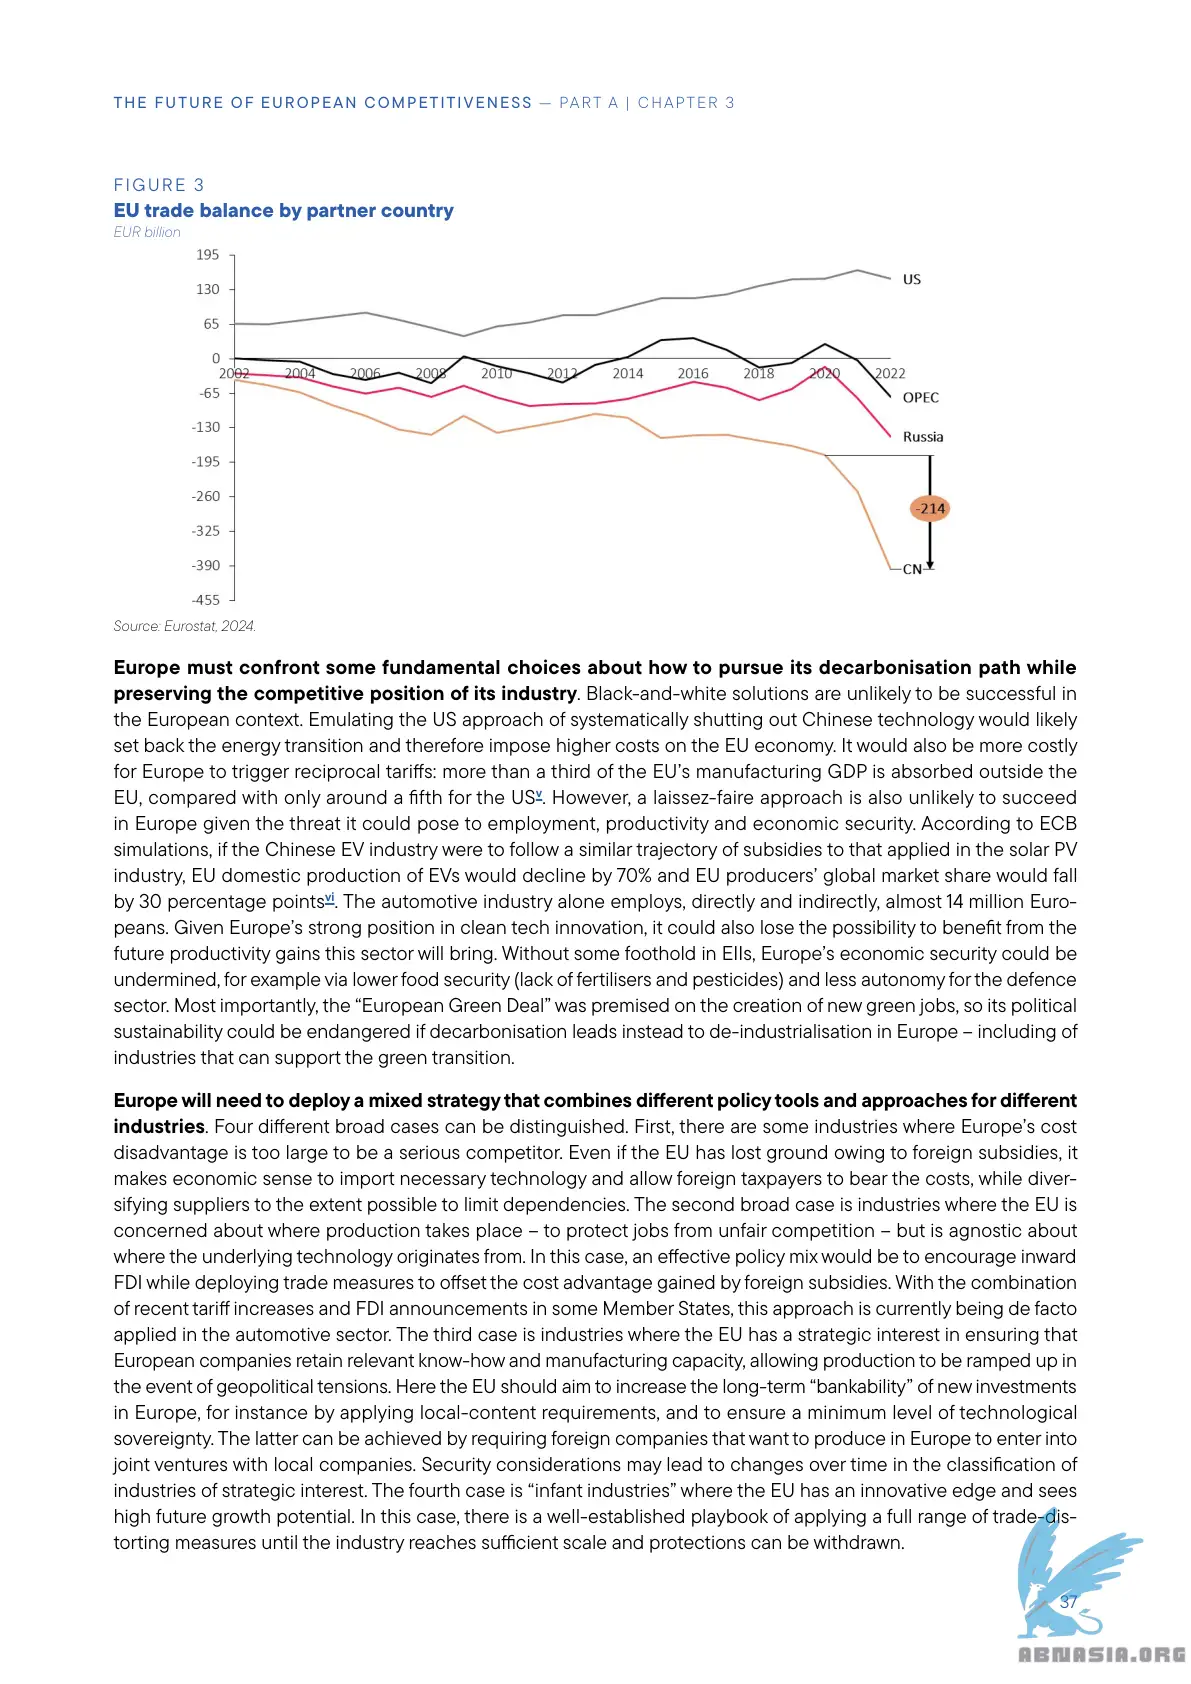 THE FUTURE OF EUROPEAN COMPETITIVENESS — PART A | CHAPTER 3
FIGURE 3
EU trade balance by partner country
EUR billion
195
130
65
0
-65
-130
-195
-260
-325
-390
-455
2002 2004 2006 2008 2010 2012 2014 2016 2018 2020 2022
US
OPEC
Russia
-214
CN
Source: Eurostat, 2024.
Europe must confront some fundamental choices about how to pursue its decarbonisation path while
preserving the competitive position of its industry. Black-and-white solutions are unlikely to be successful in
the European context. Emulating the US approach of systematically shutting out Chinese technology would likely
set back the energy transition and therefore impose higher costs on the EU economy. It would also be more costly
for Europe to trigger reciprocal tariffs: more than a third of the EU’s manufacturing GDP is absorbed outside the
EU, compared with only around a fifth for the USv. However, a laissez-faire approach is also unlikely to succeed
in Europe given the threat it could pose to employment, productivity and economic security. According to ECB
simulations, if the Chinese EV industry were to follow a similar trajectory of subsidies to that applied in the solar PV
industry, EU domestic production of EVs would decline by 70% and EU producers’ global market share would fall
by 30 percentage pointsvi. The automotive industry alone employs, directly and indirectly, almost 14 million Euro-
peans. Given Europe’s strong position in clean tech innovation, it could also lose the possibility to benefit from the
future productivity gains this sector will bring. Without some foothold in EIIs, Europe’s economic security could be
undermined, for example via lower food security (lack of fertilisers and pesticides) and less autonomy for the defence
sector. Most importantly, the “European Green Deal” was premised on the creation of new green jobs, so its political
sustainability could be endangered if decarbonisation leads instead to de-industrialisation in Europe – including of
industries that can support the green transition.
Europe will need to deploy a mixed strategy that combines different policy tools and approaches for different
industries. Four different broad cases can be distinguished. First, there are some industries where Europe’s cost
disadvantage is too large to be a serious competitor. Even if the EU has lost ground owing to foreign subsidies, it
makes economic sense to import necessary technology and allow foreign taxpayers to bear the costs, while diver-
sifying suppliers to the extent possible to limit dependencies. The second broad case is industries where the EU is
concerned about where production takes place – to protect jobs from unfair competition – but is agnostic about
where the underlying technology originates from. In this case, an effective policy mix would be to encourage inward
FDI while deploying trade measures to offset the cost advantage gained by foreign subsidies. With the combination
of recent tariff increases and FDI announcements in some Member States, this approach is currently being de facto
applied in the automotive sector. The third case is industries where the EU has a strategic interest in ensuring that
European companies retain relevant know-how and manufacturing capacity, allowing production to be ramped up in
the event of geopolitical tensions. Here the EU should aim to increase the long-term “bankability” of new investments
in Europe, for instance by applying local-content requirements, and to ensure a minimum level of technological
sovereignty. The latter can be achieved by requiring foreign companies that want to produce in Europe to enter into
joint ventures with local companies. Security considerations may lead to changes over time in the classification of
industries of strategic interest. The fourth case is “infant industries” where the EU has an innovative edge and sees
high future growth potential. In this case, there is a well-established playbook of applying a full range of trade-dis-
torting measures until the industry reaches sufficient scale and protections can be withdrawn.
37
ABNASIA.ORG